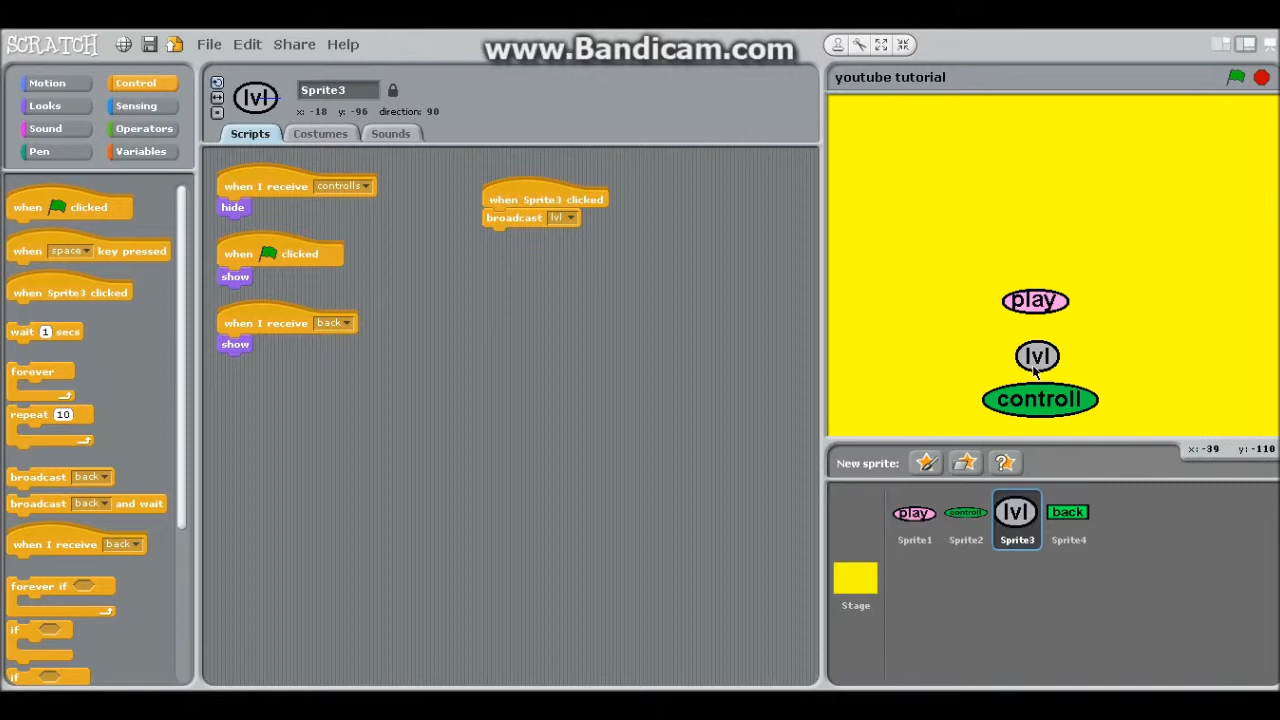 www.Bandicam.com
SCRATCH File Edit Share Help
Motion Control
Looks Sensing
Sound Operators
Pen Variables
when clicked
when space key pressed
when Sprite3 clicked
wait 1 secs
forever
repeat 10
broadcast back
broadcast back and wait
when I receive back
forever if
if
if
lvl
Sprite3
x: -18 y: -96 direction: 90
Scripts Costumes Sounds
when I receive controlls
hide
when clicked
show
when I receive back
show
when Sprite3 clicked
broadcast lvl
youtube tutorial
play
lvl
controll
x: -39 y: -110
New sprite:
play controll lvl back
Sprite1 Sprite2 Sprite3 Sprite4
Stage